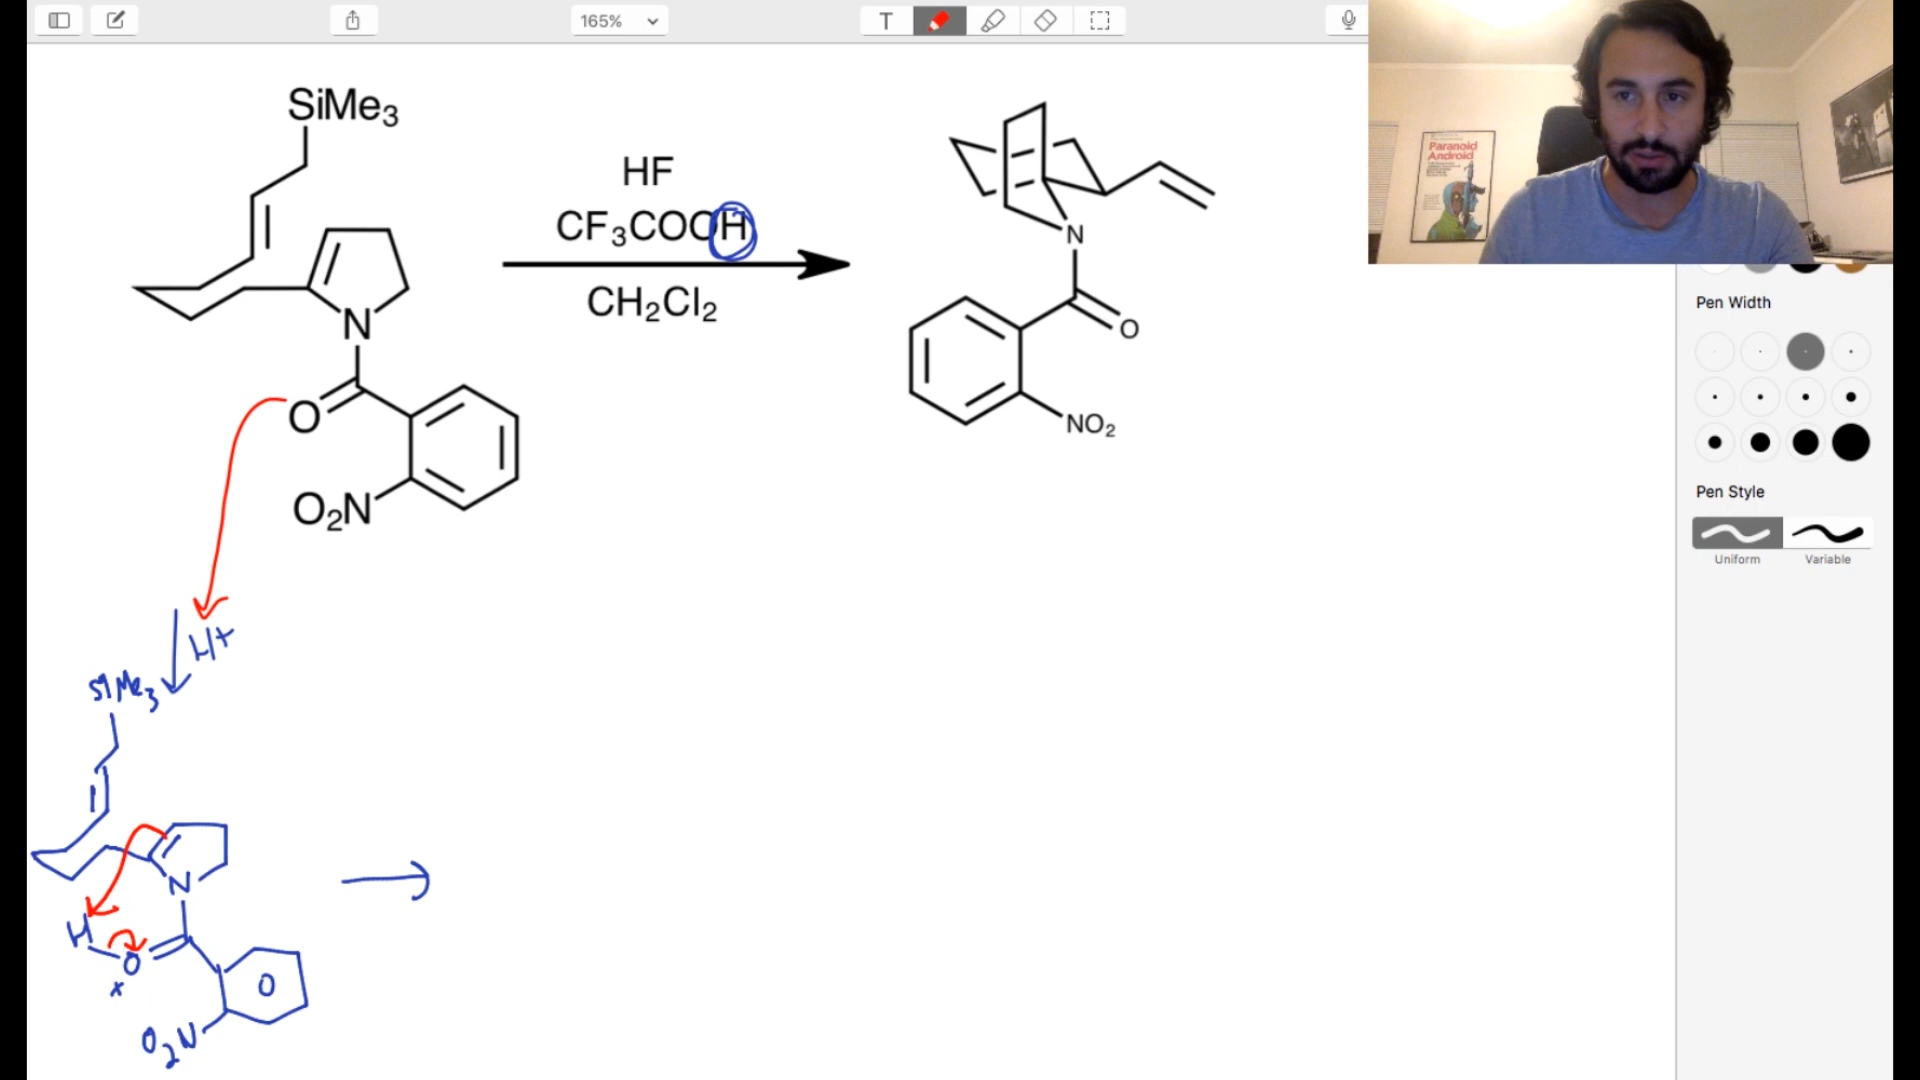 165%
T
SiMe3
HF
CF3COOH
CH2Cl2
N
O
O2N
N
O
NO2
Paranoid
Android
Pen Width
Pen Style
Uniform
Variable
H+
SiMe3
N
H
O
O2N